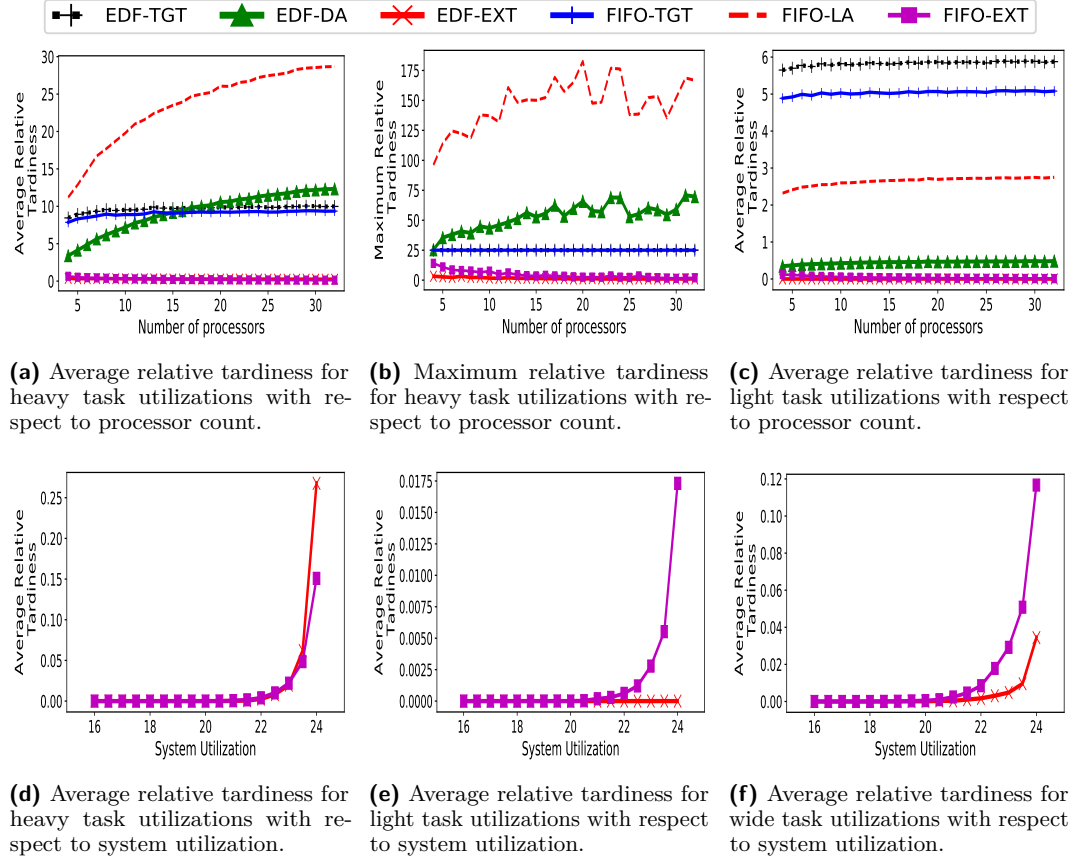 EDF-TGT EDF-DA EDF-EXT FIFO-TGT FIFO-LA FIFO-EXT
Average Relative
Tardiness
30
25
20
15
10
5
0
5 10 15 20 25 30
Number of processors
Maximum Relative
Tardiness
175
150
125
100
75
50
25
0
5 10 15 20 25 30
Number of processors
Average Relative
Tardiness
6
5
4
3
2
1
0
5 10 15 20 25 30
Number of processors
(a) Average relative tardiness for
heavy task utilizations with re-
spect to processor count.
(b) Maximum relative tardiness
for heavy task utilizations with re-
spect to processor count.
(c) Average relative tardiness for
light task utilizations with respect
to processor count.
Average Relative
Tardiness
0.25
0.20
0.15
0.10
0.05
0.00
16 18 20 22 24
System Utilization
Average Relative
Tardiness
0.0175
0.0150
0.0125
0.0100
0.0075
0.0050
0.0025
0.0000
16 18 20 22 24
System Utilization
Average Relative
Tardiness
0.12
0.10
0.08
0.06
0.04
0.02
0.00
16 18 20 22 24
System Utilization
(d) Average relative tardiness for
heavy task utilizations with re-
spect to system utilization.
(e) Average relative tardiness for
light task utilizations with respect
to system utilization.
(f) Average relative tardiness for
wide task utilizations with respect
to system utilization.